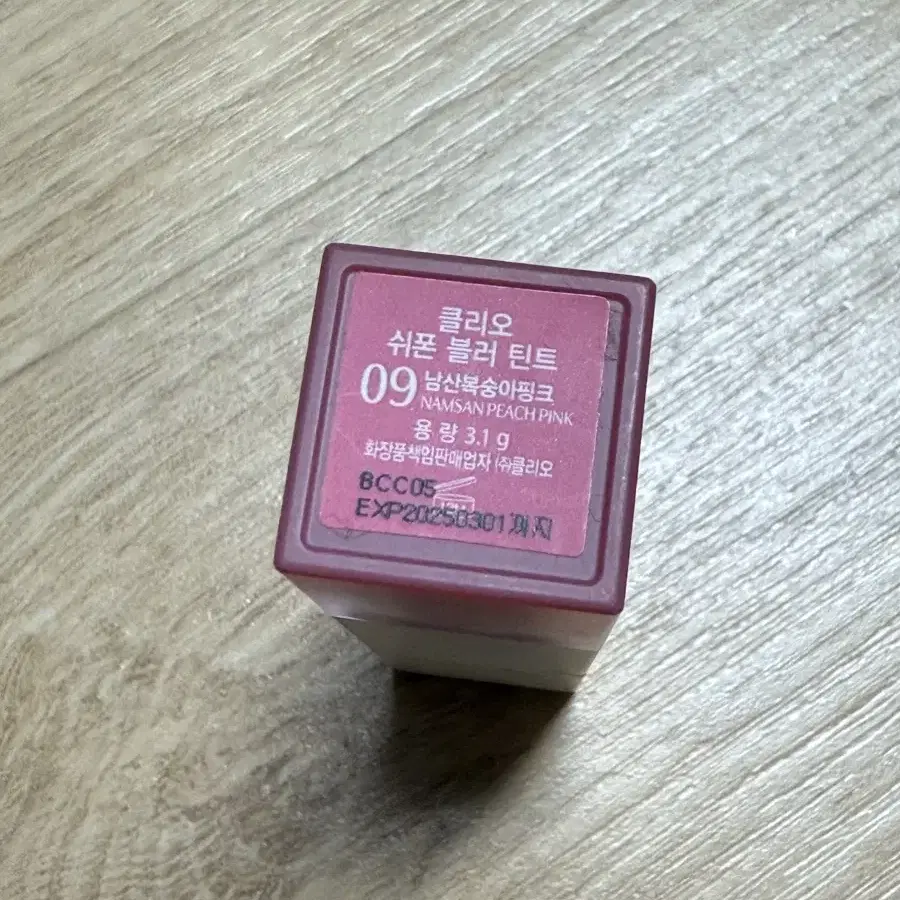 클리오
쉬폰 블러 틴트
09 남산복숭아핑크
NAMSAN PEACH PINK
용 량 3.1 g
화장품책임판매업자 ㈜클리오
BCC05
EXP20250301까지